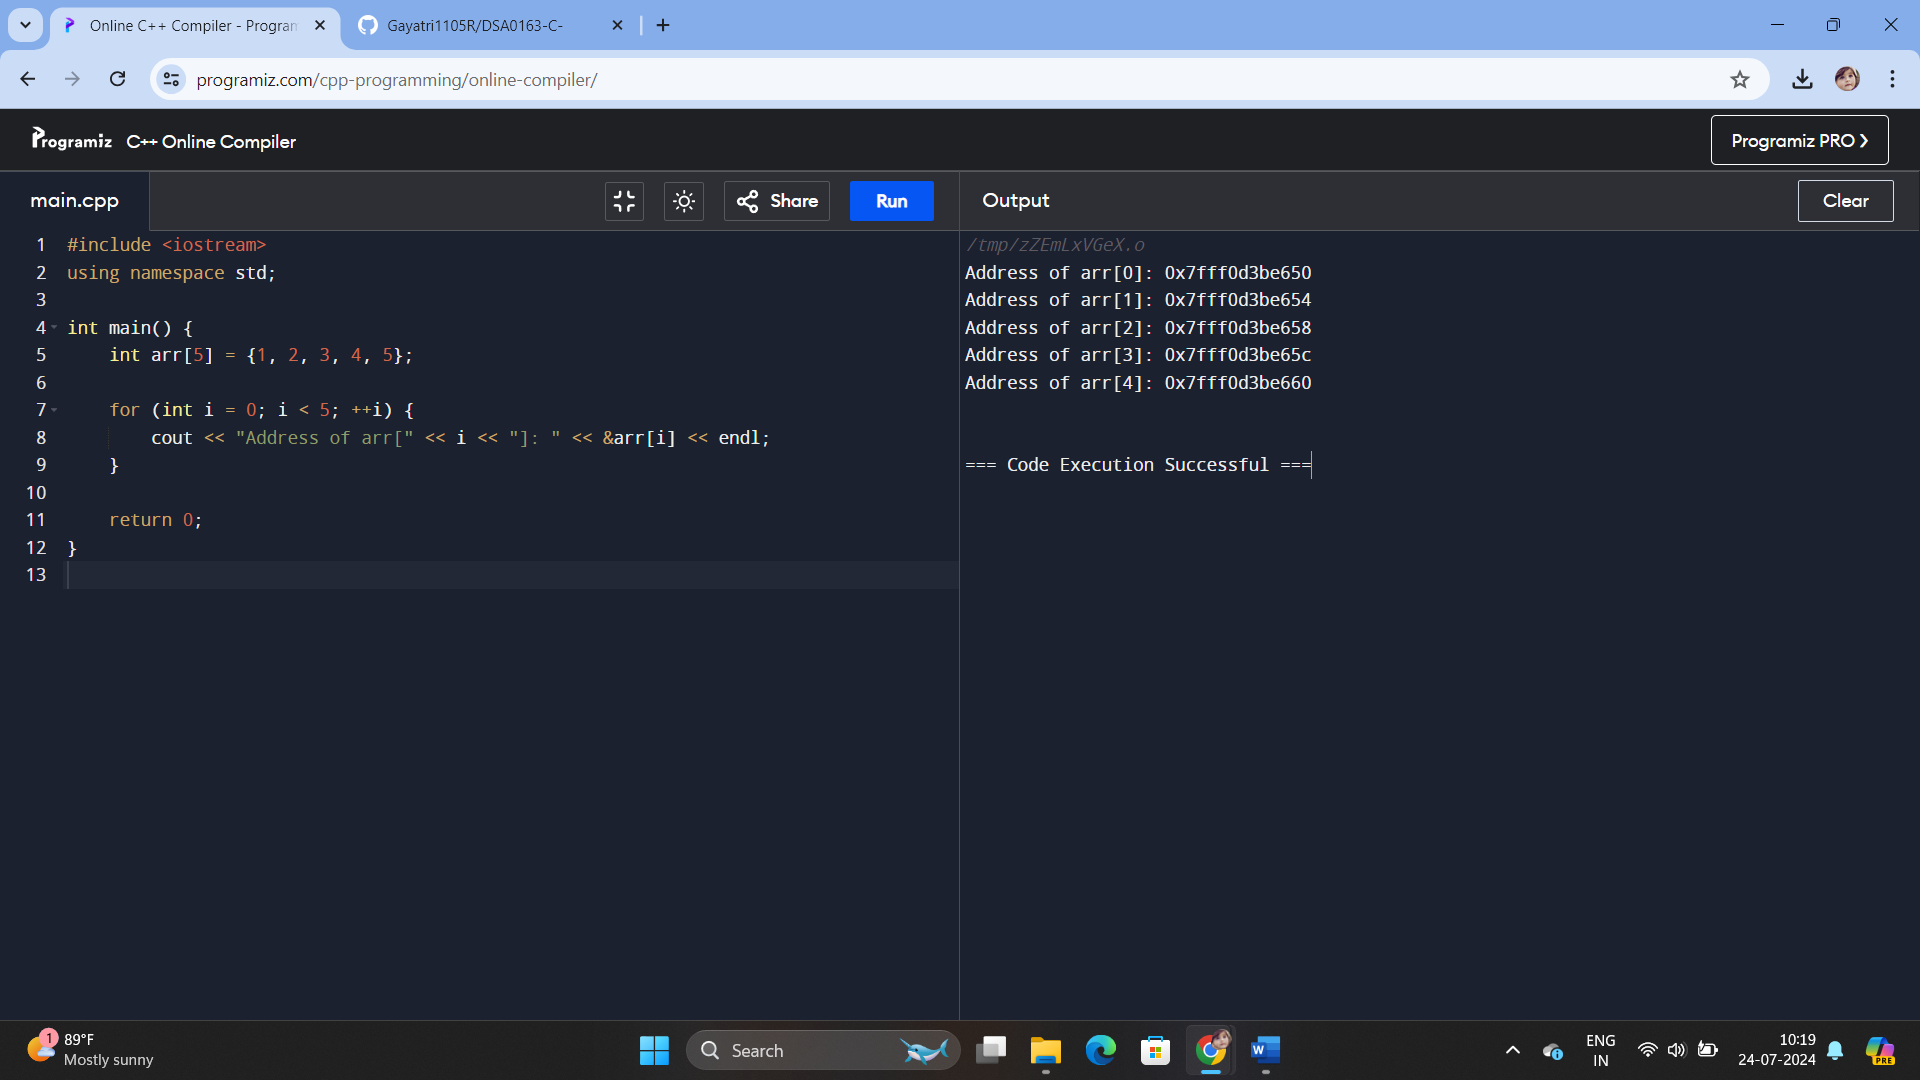 Online C++ Compiler - Program
Gayatri1105R/DSA0163-C-
programiz.com/cpp-programming/online-compiler/
Programiz C++ Online Compiler
Programiz PRO
main.cpp
Share
Run
Output
Clear
1 #include <iostream>
2 using namespace std;
3
4 int main() {
5 int arr[5] = {1, 2, 3, 4, 5};
6
7 for (int i = 0; i < 5; ++i) {
8 cout << "Address of arr[" << i << "]: " << &arr[i] << endl;
9 }
10
11 return 0;
12 }
13
/tmp/zZEmLxVGeX.o
Address of arr[0]: 0x7fff0d3be650
Address of arr[1]: 0x7fff0d3be654
Address of arr[2]: 0x7fff0d3be658
Address of arr[3]: 0x7fff0d3be65c
Address of arr[4]: 0x7fff0d3be660
=== Code Execution Successful ===
1
89°F
Mostly sunny
Search
W
ENG
IN
10:19
24-07-2024
PRE